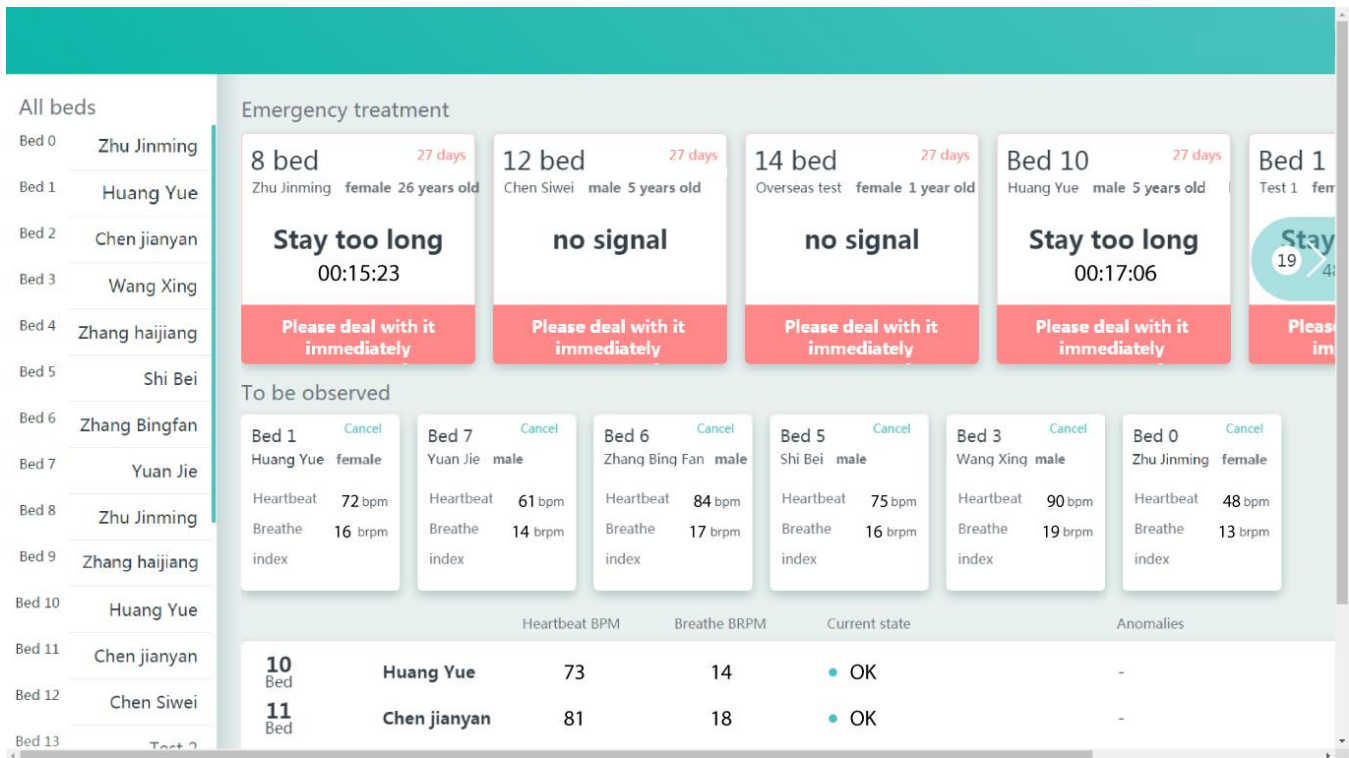 All beds
Bed 0 Zhu Jinming
Bed 1 Huang Yue
Bed 2 Chen jianyan
Bed 3 Wang Xing
Bed 4 Zhang haijiang
Bed 5 Shi Bei
Bed 6 Zhang Bingfan
Bed 7 Yuan Jie
Bed 8 Zhu Jinming
Bed 9 Zhang haijiang
Bed 10 Huang Yue
Bed 11 Chen jianyan
Bed 12 Chen Siwei
Bed 13 Test 2
Emergency treatment
8 bed 27 days
Zhu Jinming female 26 years old
Stay too long
00:15:23
Please deal with it
immediately
12 bed 27 days
Chen Siwei male 5 years old
no signal
Please deal with it
immediately
14 bed 27 days
Overseas test female 1 year old
no signal
Please deal with it
immediately
Bed 10 27 days
Huang Yue male 5 years old
Stay too long
00:17:06
Please deal with it
immediately
Bed 1
Test 1 fem
Stay
19
Pleas
im
To be observed
Bed 1 Cancel
Huang Yue female
Heartbeat 72 bpm
Breathe 16 brpm
index
Bed 7 Cancel
Yuan Jie male
Heartbeat 61 bpm
Breathe 14 brpm
index
Bed 6 Cancel
Zhang Bing Fan male
Heartbeat 84 bpm
Breathe 17 brpm
index
Bed 5 Cancel
Shi Bei male
Heartbeat 75 bpm
Breathe 16 brpm
index
Bed 3 Cancel
Wang Xing male
Heartbeat 90 bpm
Breathe 19 brpm
index
Bed 0 Cancel
Zhu Jinming female
Heartbeat 48 bpm
Breathe 13 brpm
index
Heartbeat BPM Breathe BRPM Current state Anomalies
10
Bed Huang Yue 73 14 OK -
11
Bed Chen jianyan 81 18 OK -